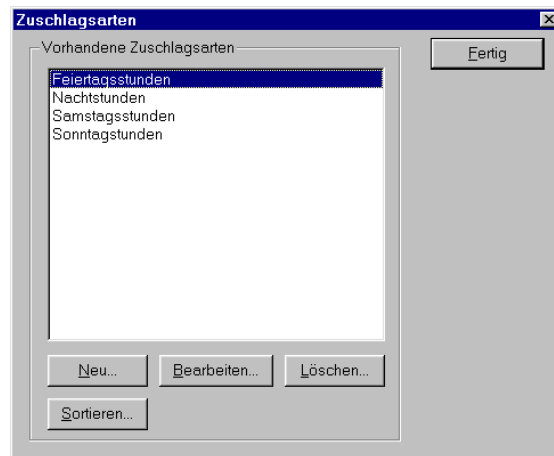 Zuschlagsarten
Vorhandene Zuschlagsarten
Fertig
Feiertagsstunden
Nachtstunden
Samstagsstunden
Sonntagstunden
Neu... Bearbeiten... Löschen...
Sortieren...